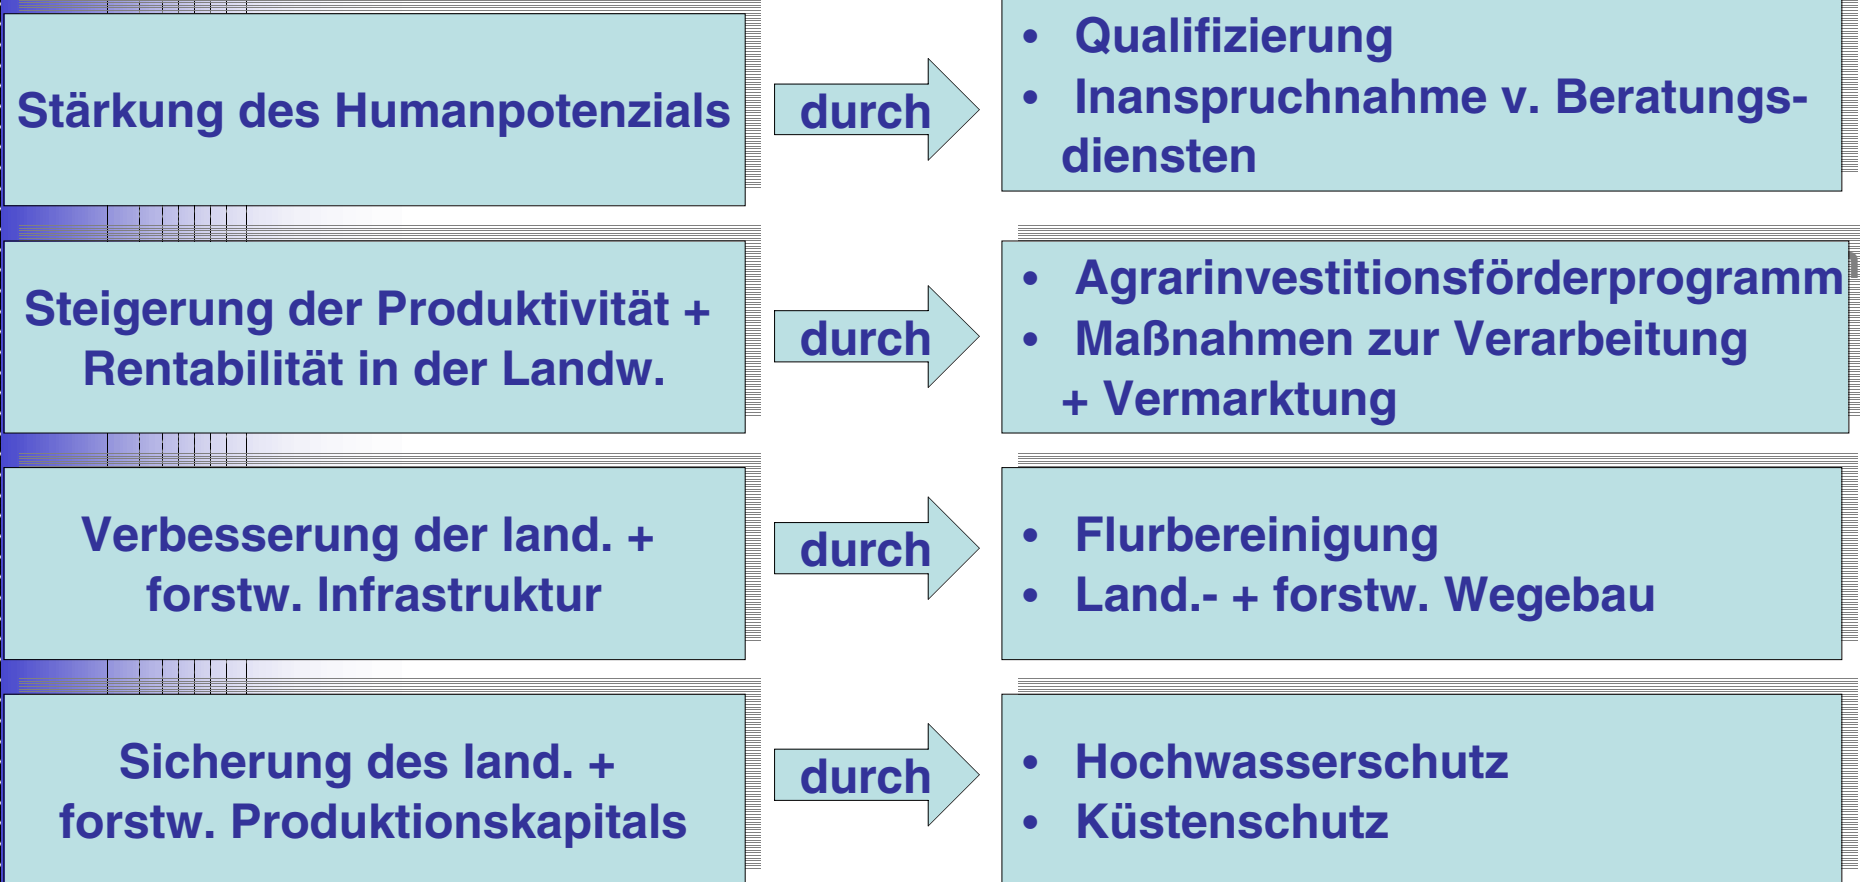 Stärkung des Humanpotenzials
durch
• Qualifizierung
• Inanspruchnahme v. Beratungs-
diensten
Steigerung der Produktivität +
Rentabilität in der Landw.
durch
• Agrarinvestitionsförderprogramm
• Maßnahmen zur Verarbeitung
+ Vermarktung
Verbesserung der land. +
forstw. Infrastruktur
durch
• Flurbereinigung
• Land.- + forstw. Wegebau
Sicherung des land. +
forstw. Produktionskapitals
durch
• Hochwasserschutz
• Küstenschutz